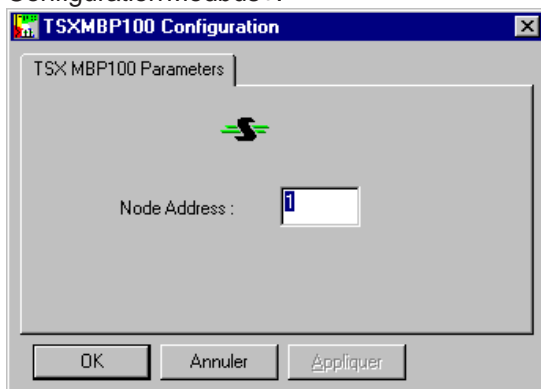 Configuration Modbus+.
TSXMBP100 Configuration
TSX MBP100 Parameters
Node Address :
1
OK
Annuler
Appliquer